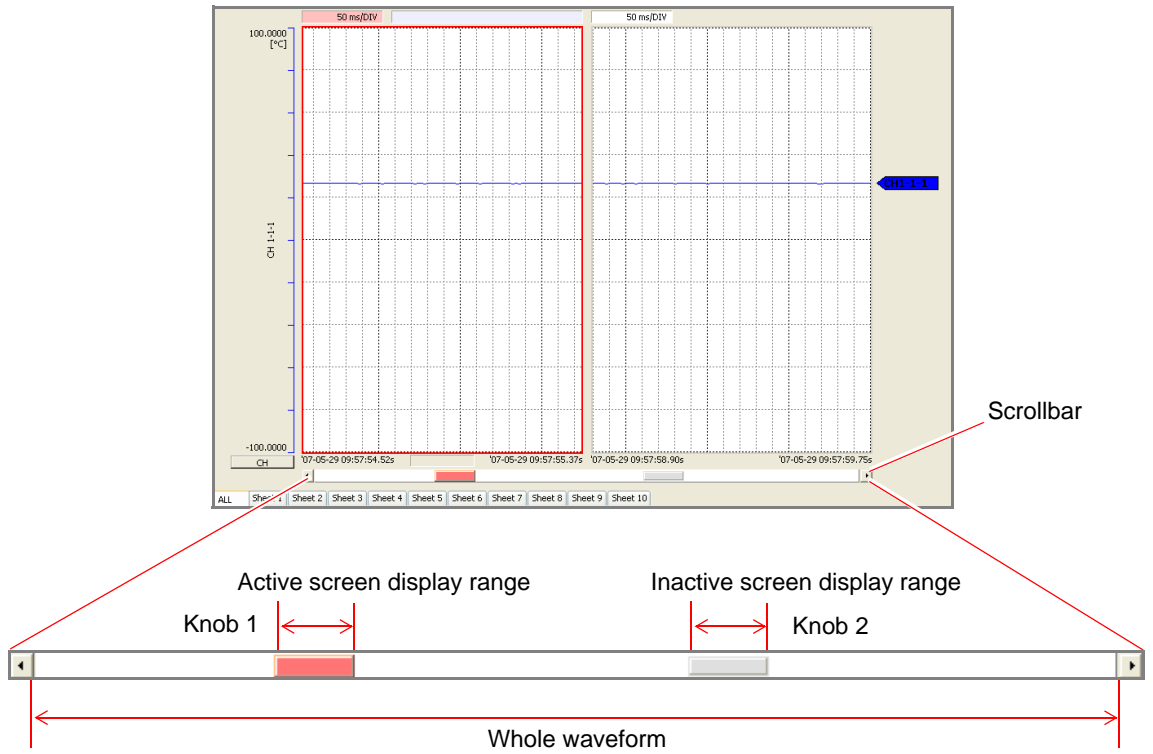 50 ms/DIV
50 ms/DIV
100.0000
[°C]
CH 1-1-1
CH1-1-1
-100.0000
CH
'07-05-29 09:57:54.52s
'07-05-29 09:57:55.37s
'07-05-29 09:57:58.90s
'07-05-29 09:57:59.75s
Scrollbar
ALL
Sheet 1
Sheet 2
Sheet 3
Sheet 4
Sheet 5
Sheet 6
Sheet 7
Sheet 8
Sheet 9
Sheet 10
Active screen display range
Inactive screen display range
Knob 1
Knob 2
Whole waveform